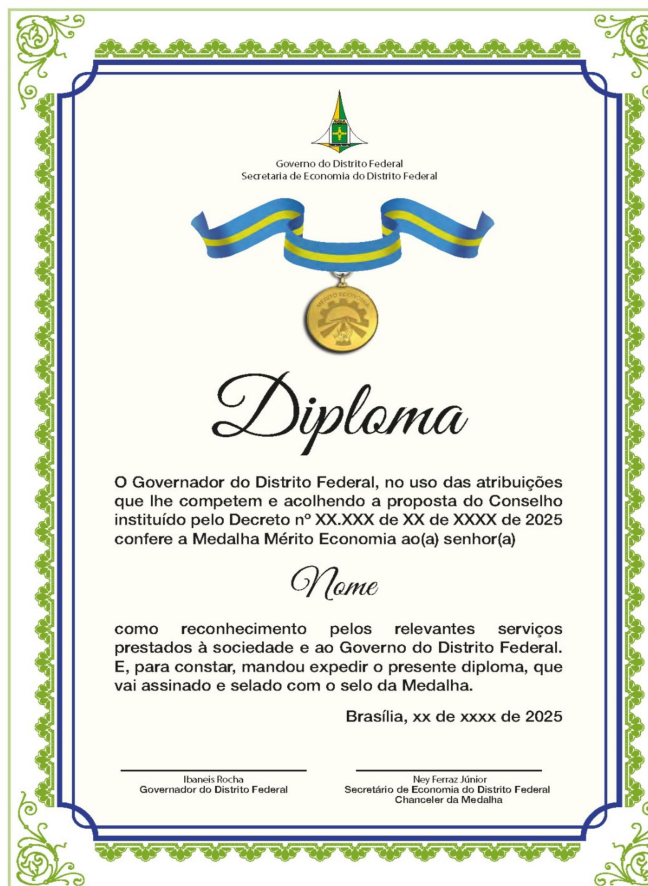 Governo do Distrito Federal
Secretaria de Economia do Distrito Federal
MÉRITO ECONOMIA
Diploma
O Governador do Distrito Federal, no uso das atribuições
que lhe competem e acolhendo a proposta do Conselho
instituído pelo Decreto nº XX.XXX de XX de XXXX de 2025
confere a Medalha Mérito Economia ao(a) senhor(a)
Nome
como reconhecimento pelos relevantes serviços
prestados à sociedade e ao Governo do Distrito Federal.
E, para constar, mandou expedir o presente diploma, que
vai assinado e selado com o selo da Medalha.
Brasília, xx de xxxx de 2025
Ibaneis Rocha
Governador do Distrito Federal
Ney Ferraz Júnior
Secretário de Economia do Distrito Federal
Chanceler da Medalha